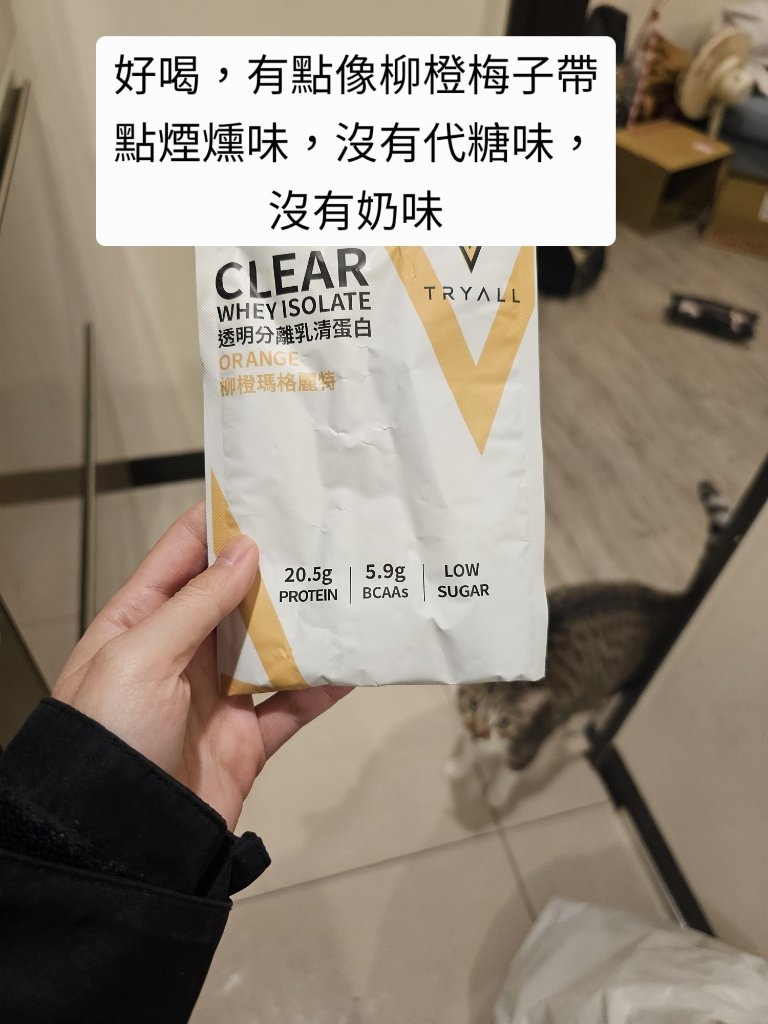 好喝，有點像柳橙梅子帶
點煙燻味，沒有代糖味，
沒有奶味
CLEAR
WHEY ISOLATE
透明分離乳清蛋白
ORANGE
柳橙瑪格麗特
TRYALL
20.5g
PROTEIN
5.9g
BCAAs
LOW
SUGAR